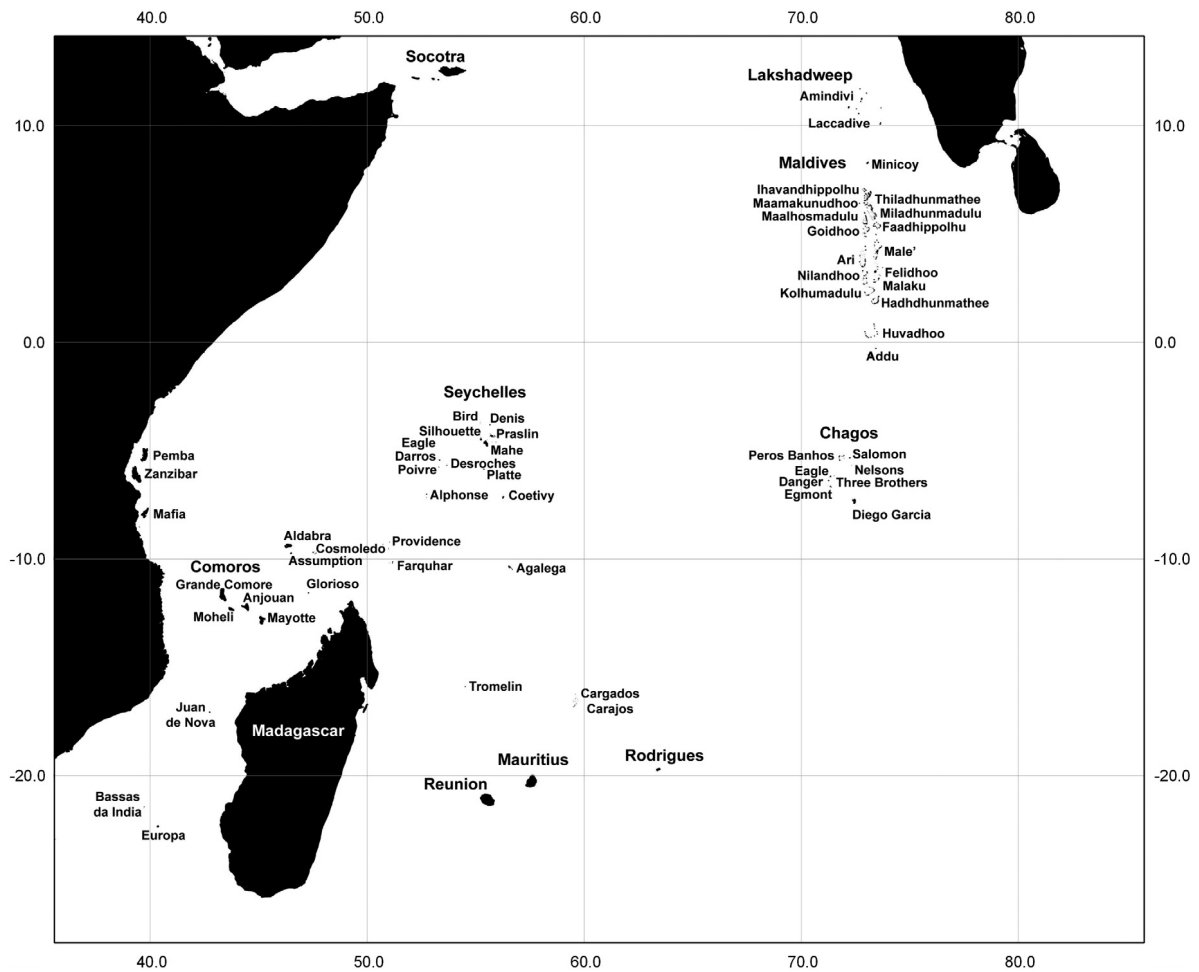 40.0 50.0 60.0 70.0 80.0
Socotra
Lakshadweep
Amindivi
Laccadive
10.0 10.0
Maldives
Minicoy
Ihavandhippolhu
Thiladhunmathee
Maamakunudhoo
Miladhunmadulu
Maalhosmadulu
Faadhippolhu
Goidhoo
Male’
Ari
Felidhoo
Nilandhoo
Malaku
Kolhumadulu
Hadhdhunmathee
Huvadhoo
0.0 0.0
Addu
Seychelles
Bird
Denis
Silhouette
Praslin
Eagle
Mahe
Darros
Desroches
Poivre
Platte
Alphonse
Coetivy
Chagos
Peros Banhos
Salomon
Eagle
Nelsons
Danger
Three Brothers
Egmont
Diego Garcia
Pemba
Zanzibar
Mafia
Aldabra
Cosmoledo
Providence
Assumption
-10.0 -10.0
Farquhar
Agalega
Comoros
Grande Comore
Glorioso
Anjouan
Moheli
Mayotte
Tromelin
Cargados
Carajos
Juan
de Nova
Madagascar
Mauritius
Rodrigues
Reunion
-20.0 -20.0
Bassas
da India
Europa
40.0 50.0 60.0 70.0 80.0